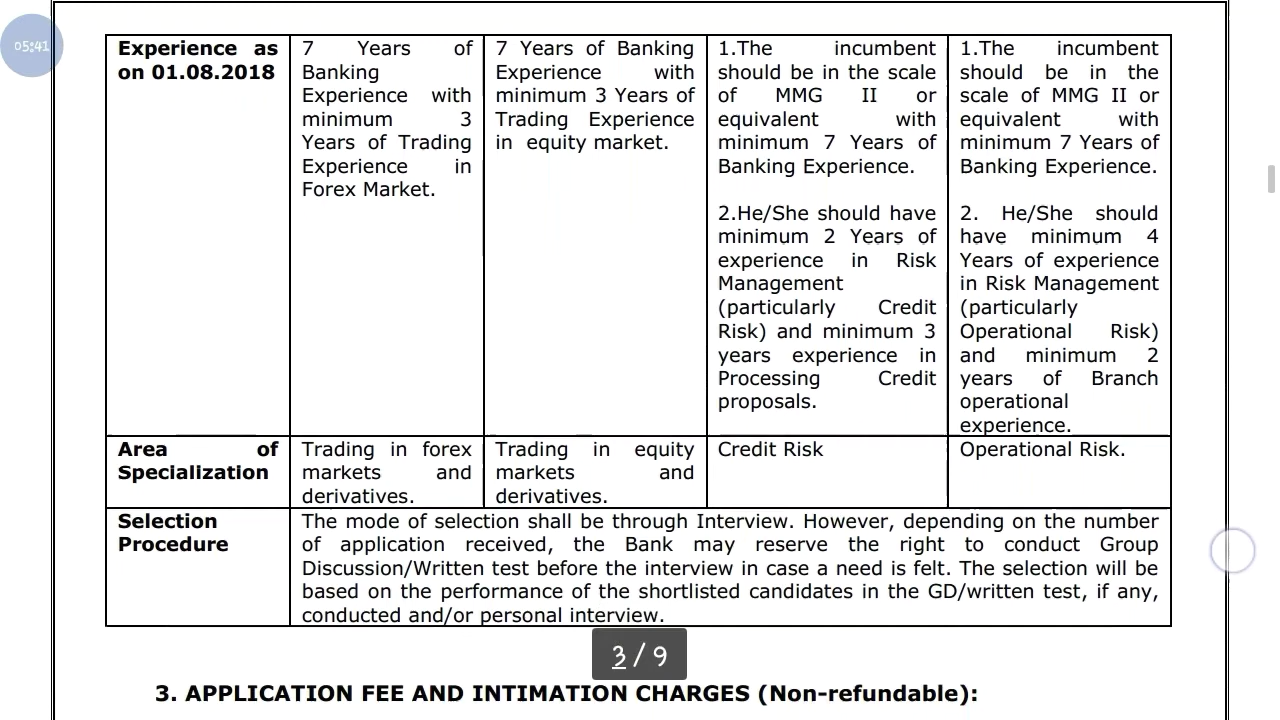 05:41
Experience as
on 01.08.2018
7 Years of
Banking
Experience with
minimum 3
Years of Trading
Experience in
Forex Market.
7 Years of Banking
Experience with
minimum 3 Years of
Trading Experience
in equity market.
1.The incumbent
should be in the scale
of MMG II or
equivalent with
minimum 7 Years of
Banking Experience.
2.He/She should have
minimum 2 Years of
experience in Risk
Management
(particularly Credit
Risk) and minimum 3
years experience in
Processing Credit
proposals.
1.The incumbent
should be in the
scale of MMG II or
equivalent with
minimum 7 Years of
Banking Experience.
2. He/She should
have minimum 4
Years of experience
in Risk Management
(particularly
Operational Risk)
and minimum 2
years of Branch
operational
experience.
Area of
Specialization
Trading in forex
markets and
derivatives.
Trading in equity
markets and
derivatives.
Credit Risk
Operational Risk.
Selection
Procedure
The mode of selection shall be through Interview. However, depending on the number
of application received, the Bank may reserve the right to conduct Group
Discussion/Written test before the interview in case a need is felt. The selection will be
based on the performance of the shortlisted candidates in the GD/written test, if any,
conducted and/or personal interview.
3 / 9
3. APPLICATION FEE AND INTIMATION CHARGES (Non-refundable):